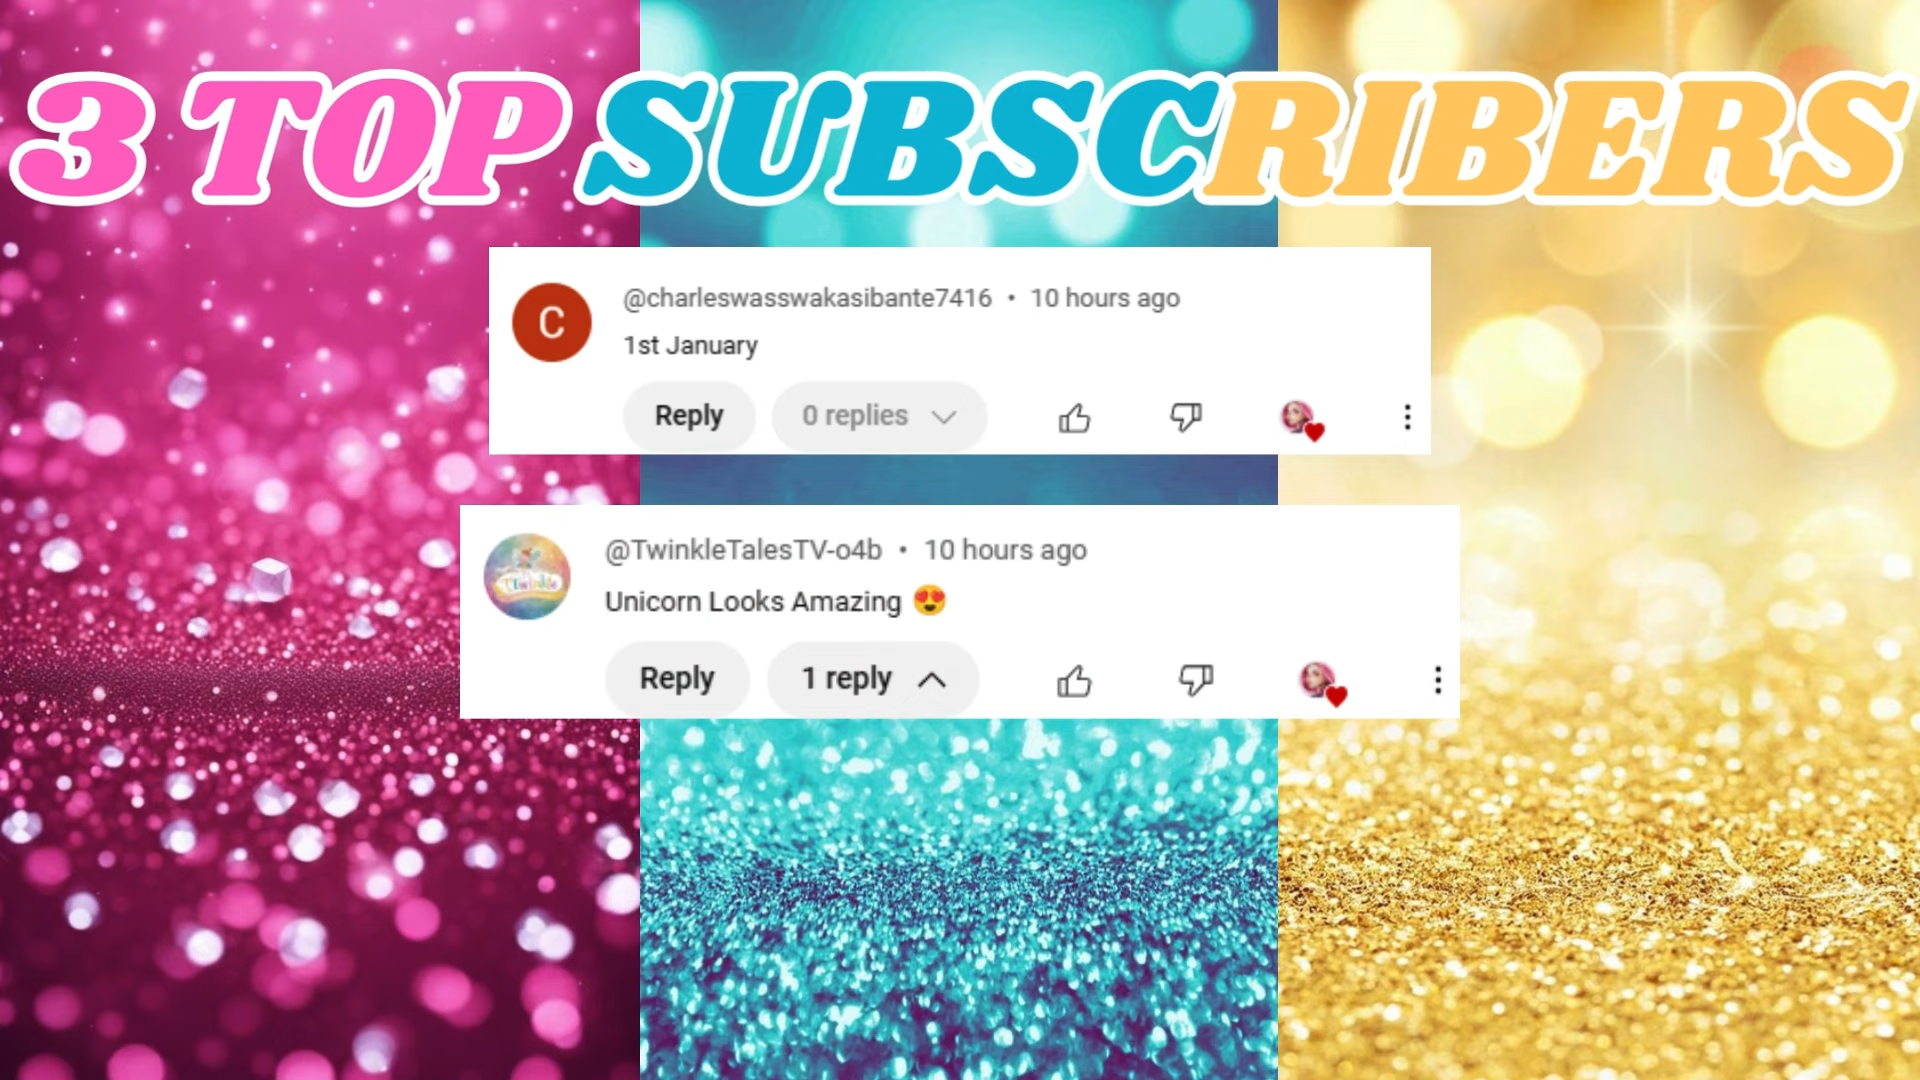 3 TOP SUBSCRIBERS
C
@charleswasswakasibante7416 • 10 hours ago
1st January
Reply 0 replies
@TwinkleTalesTV-o4b • 10 hours ago
Unicorn Looks Amazing 😍
Reply 1 reply